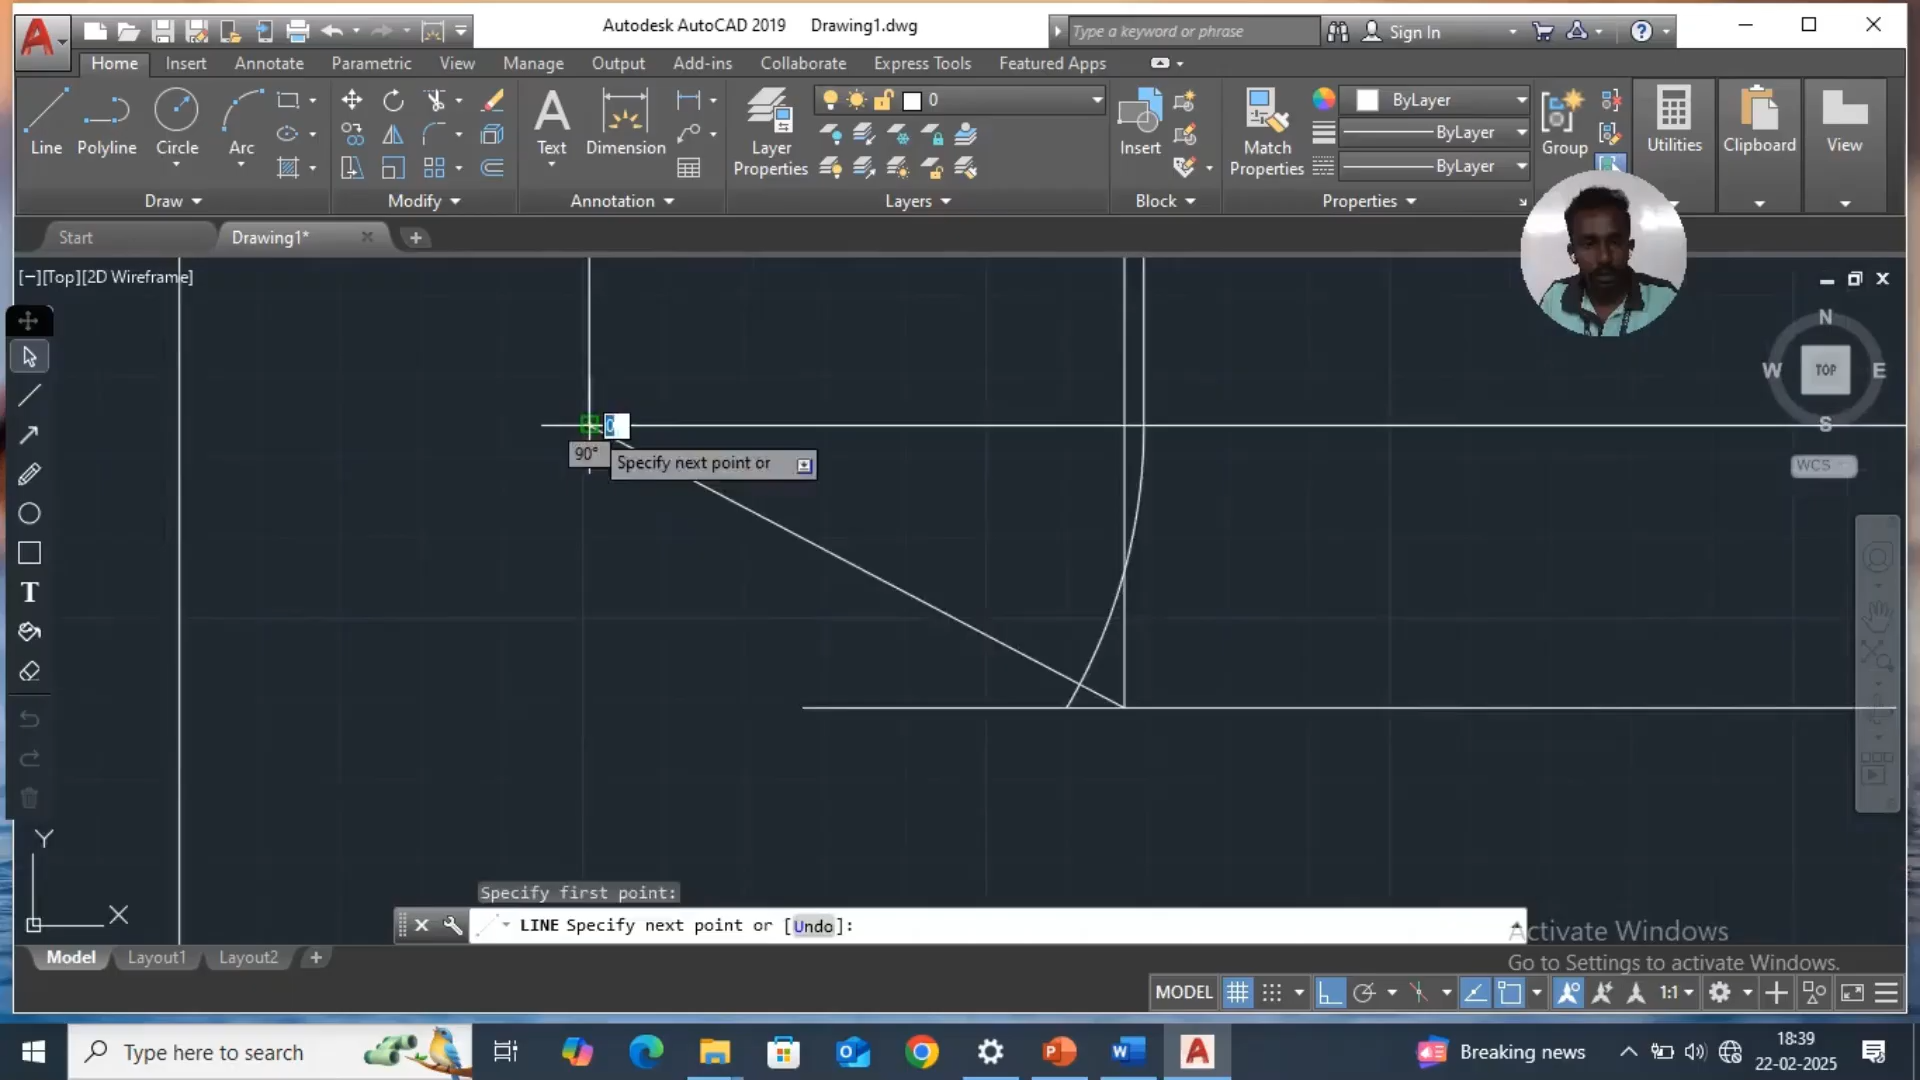 Autodesk AutoCAD 2019 Drawing1.dwg
Type a keyword or phrase
Sign In
Home Insert Annotate Parametric View Manage Output Add-ins Collaborate Express Tools Featured Apps
Line Polyline Circle Arc
Text Dimension
Layer Properties
0
Insert
Match Properties
ByLayer
ByLayer
ByLayer
Group
Utilities
Clipboard
View
Draw Modify Annotation Layers Block Properties
Start Drawing1*
[−][Top][2D Wireframe]
N
W TOP E
S
WCS
0
90°
Specify next point or
T
Y
X
Specify first point:
LINE Specify next point or [Undo]:
Activate Windows
Go to Settings to activate Windows.
Model Layout1 Layout2
MODEL 1:1
Type here to search
Breaking news
18:39
22-02-2025